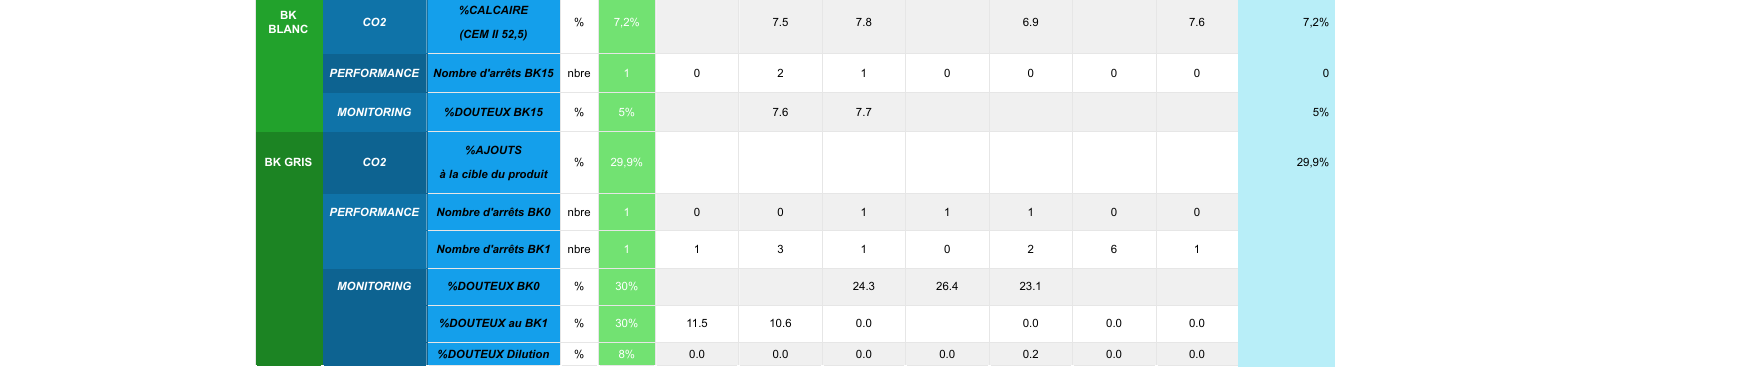 BK BLANC CO2 %CALCAIRE (CEM II 52,5) % 7,2% 7.5 7.8 6.9 7.6 7,2%
PERFORMANCE Nombre d'arrêts BK15 nbre 1 0 2 1 0 0 0 0 0
MONITORING %DOUTEUX BK15 % 5% 7.6 7.7 5%
BK GRIS CO2 %AJOUTS à la cible du produit % 29,9% 29,9%
PERFORMANCE Nombre d'arrêts BK0 nbre 1 0 0 1 1 1 0 0
Nombre d'arrêts BK1 nbre 1 1 3 1 0 2 6 1
MONITORING %DOUTEUX BK0 % 30% 24.3 26.4 23.1
%DOUTEUX au BK1 % 30% 11.5 10.6 0.0 0.0 0.0 0.0
%DOUTEUX Dilution % 8% 0.0 0.0 0.0 0.0 0.2 0.0 0.0